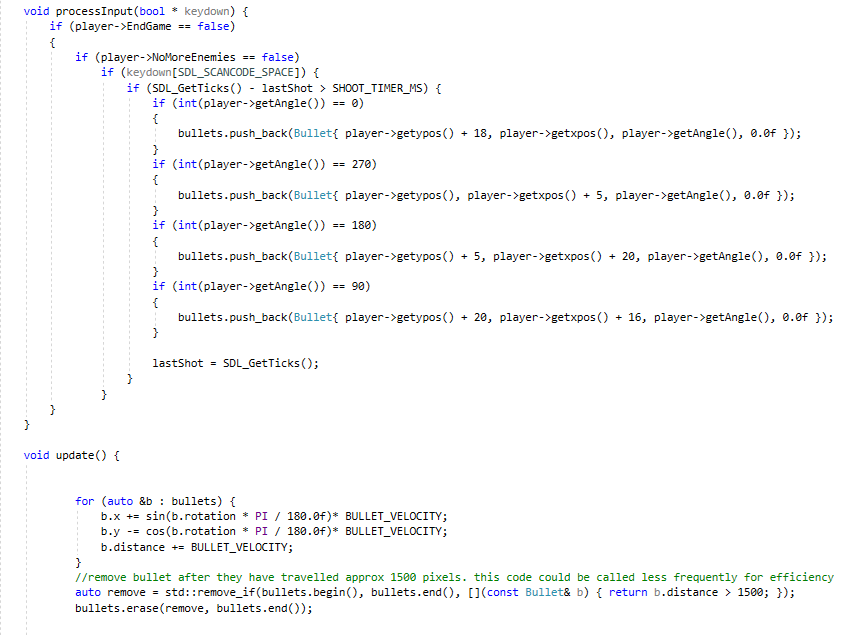 void processInput(bool * keydown) {
if (player->EndGame == false)
{
if (player->NoMoreEnemies == false)
if (keydown[SDL_SCANCODE_SPACE]) {
if (SDL_GetTicks() - lastShot > SHOOT_TIMER_MS) {
if (int(player->getAngle()) == 0)
{
bullets.push_back(Bullet{ player->getypos() + 18, player->getxpos(), player->getAngle(), 0.0f });
}
if (int(player->getAngle()) == 270)
{
bullets.push_back(Bullet{ player->getypos(), player->getxpos() + 5, player->getAngle(), 0.0f });
}
if (int(player->getAngle()) == 180)
{
bullets.push_back(Bullet{ player->getypos() + 5, player->getxpos() + 20, player->getAngle(), 0.0f });
}
if (int(player->getAngle()) == 90)
{
bullets.push_back(Bullet{ player->getypos() + 20, player->getxpos() + 16, player->getAngle(), 0.0f });
}
lastShot = SDL_GetTicks();
}
}
}
}
void update() {
for (auto &b : bullets) {
b.x += sin(b.rotation * PI / 180.0f)* BULLET_VELOCITY;
b.y -= cos(b.rotation * PI / 180.0f)* BULLET_VELOCITY;
b.distance += BULLET_VELOCITY;
}
//remove bullet after they have travelled approx 1500 pixels. this code could be called less frequently for efficiency
auto remove = std::remove_if(bullets.begin(), bullets.end(), [](const Bullet& b) { return b.distance > 1500; });
bullets.erase(remove, bullets.end());